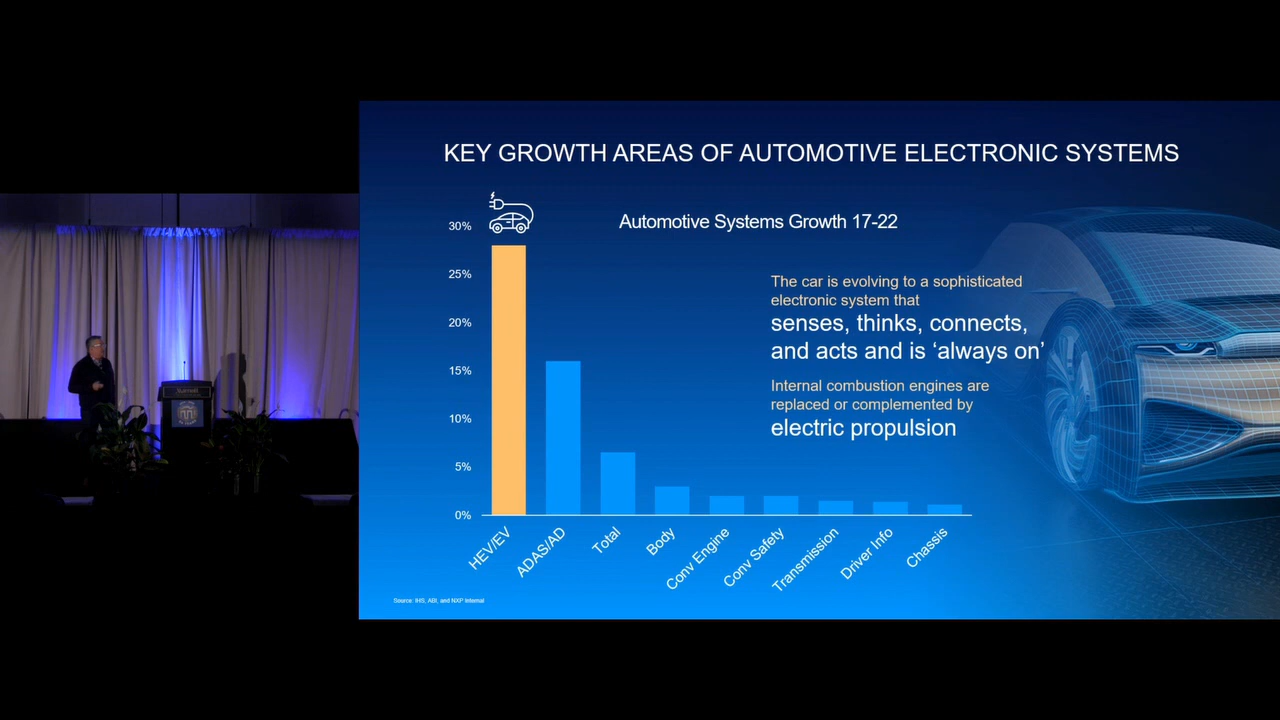 KEY GROWTH AREAS OF AUTOMOTIVE ELECTRONIC SYSTEMS
Automotive Systems Growth 17-22
30%
25%
20%
15%
10%
5%
0%
The car is evolving to a sophisticated
electronic system that
senses, thinks, connects,
and acts and is ‘always on’
Internal combustion engines are
replaced or complemented by
electric propulsion
HEV/EV
ADAS/AD
Total
Body
Conv Engine
Conv Safety
Transmission
Driver Info
Chassis
Source: IHS, ABI, and NXP Internal
Marriott